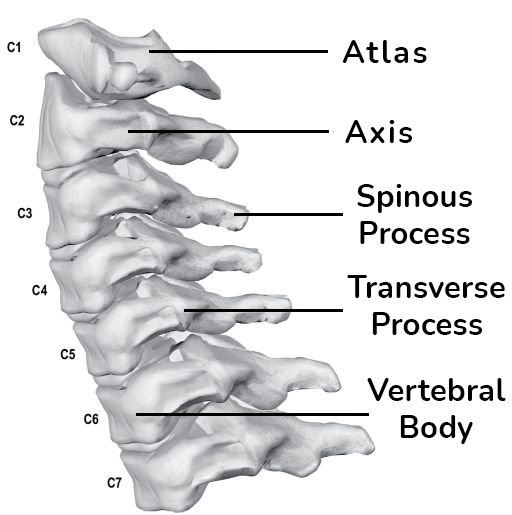 C1
Atlas
C2
Axis
C3
Spinous
Process
C4
Transverse
Process
C5
C6
Vertebral
Body
C7